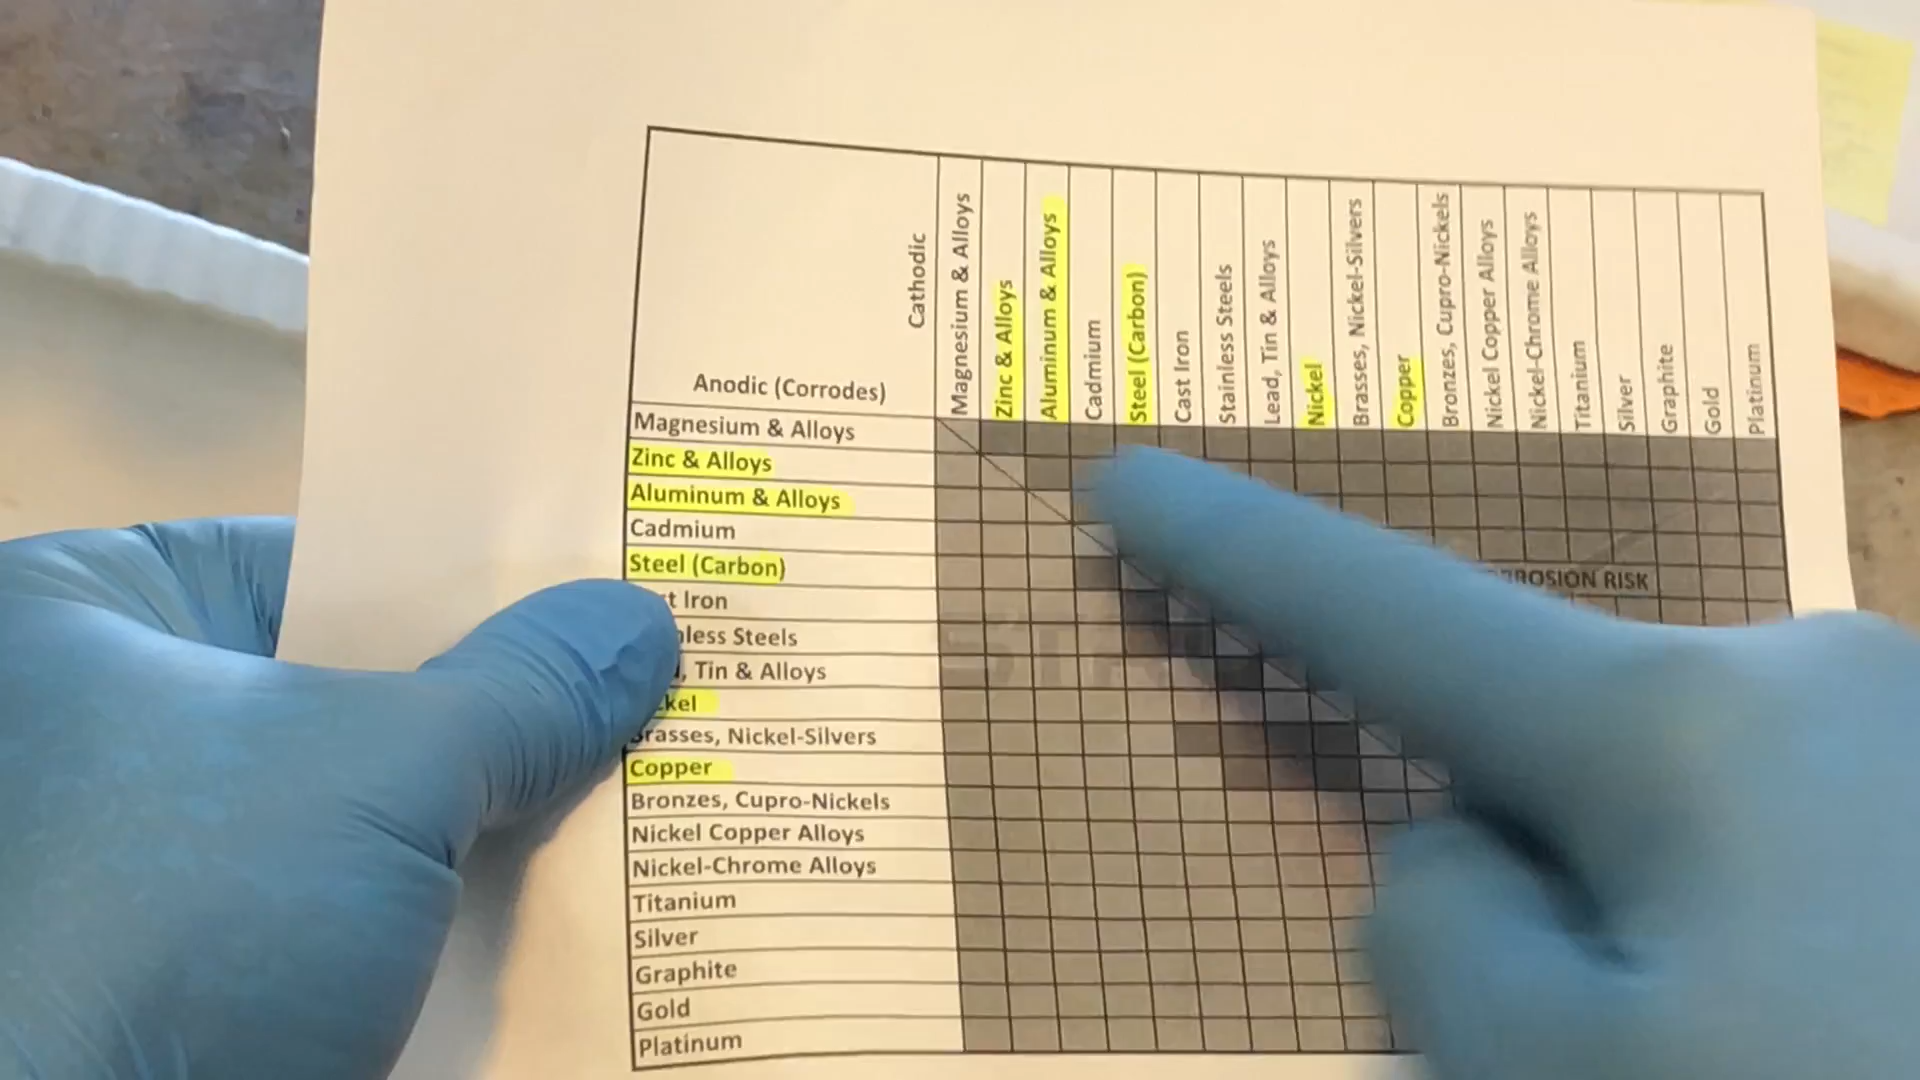 Cathodic
Magnesium & Alloys
Zinc & Alloys
Aluminum & Alloys
Cadmium
Steel (Carbon)
Cast Iron
Stainless Steels
Lead, Tin & Alloys
Nickel
Brasses, Nickel-Silvers
Copper
Bronzes, Cupro-Nickels
Nickel Copper Alloys
Nickel-Chrome Alloys
Titanium
Silver
Graphite
Gold
Platinum
Anodic (Corrodes)
Magnesium & Alloys
Zinc & Alloys
Aluminum & Alloys
Cadmium
Steel (Carbon)
t Iron
nless Steels
, Tin & Alloys
ckel
Brasses, Nickel-Silvers
Copper
Bronzes, Cupro-Nickels
Nickel Copper Alloys
Nickel-Chrome Alloys
Titanium
Silver
Graphite
Gold
Platinum
RROSION RISK